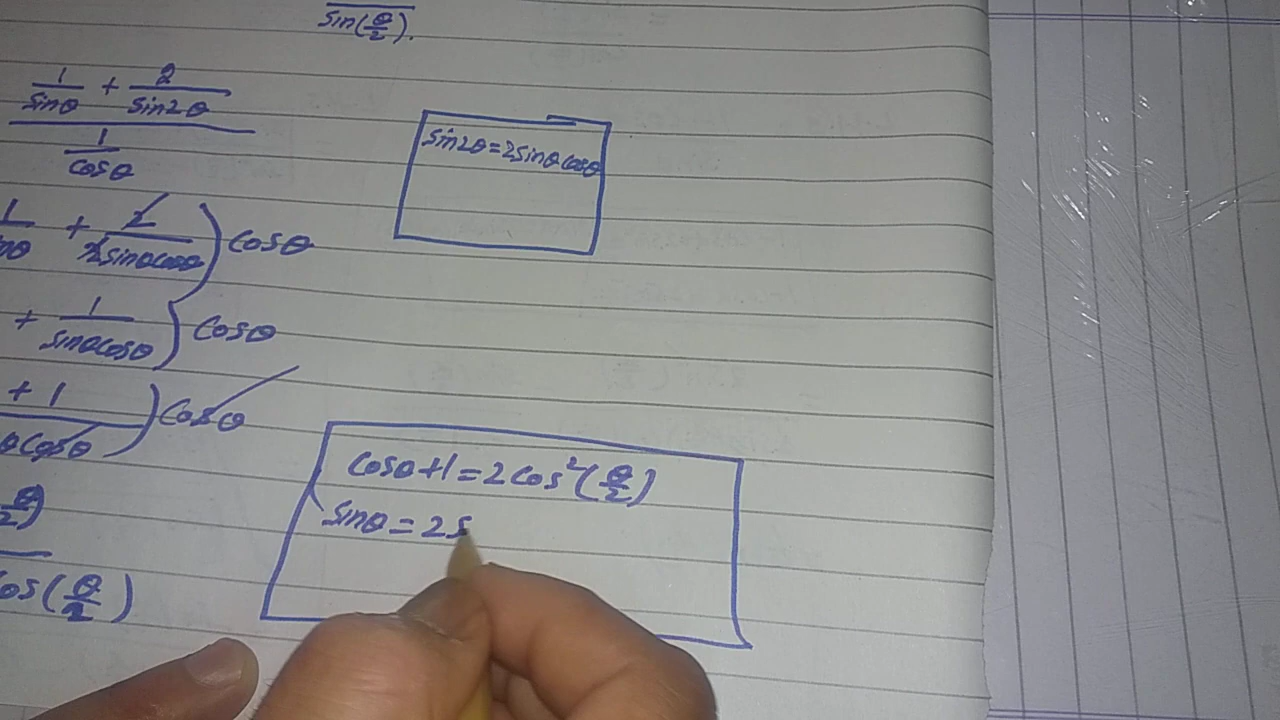 sin(θ/2).
1/sinθ + 2/sin2θ
1/cosθ
sin2θ=2sinθcosθ
+ 2/2sinθcosθ) cosθ
+ 1/sinθcosθ} cosθ
+ 1
θcosθ) cosθ
cosθ+1=2cos²(θ/2)
sinθ=2s
cos(θ/2)